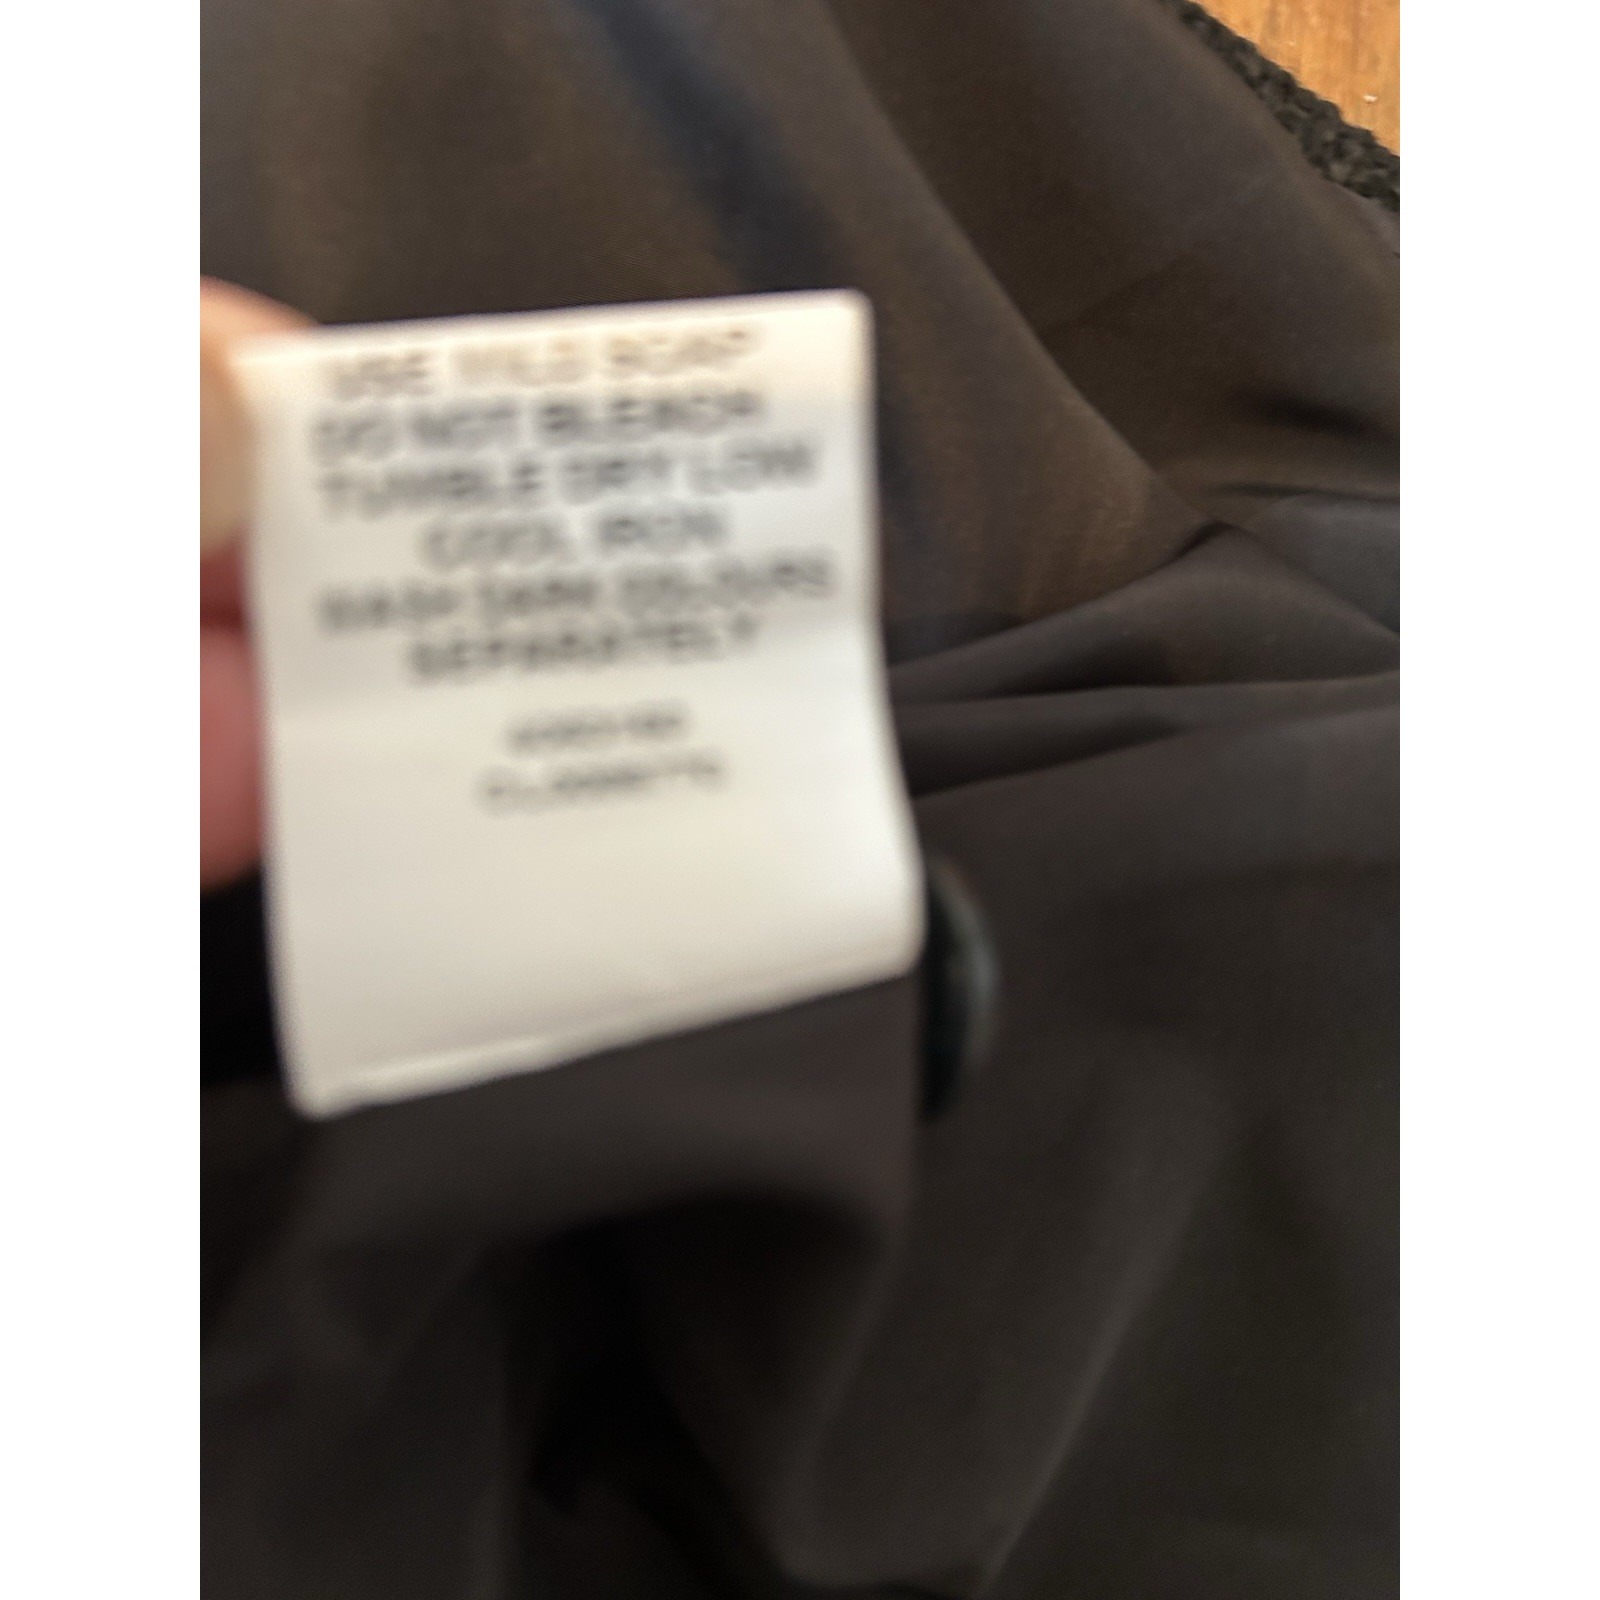 USE MILD SOAP
DO NOT BLEACH
TUMBLE DRY LOW
COOL IRON
WASH DARK COLOURS
SEPARATELY